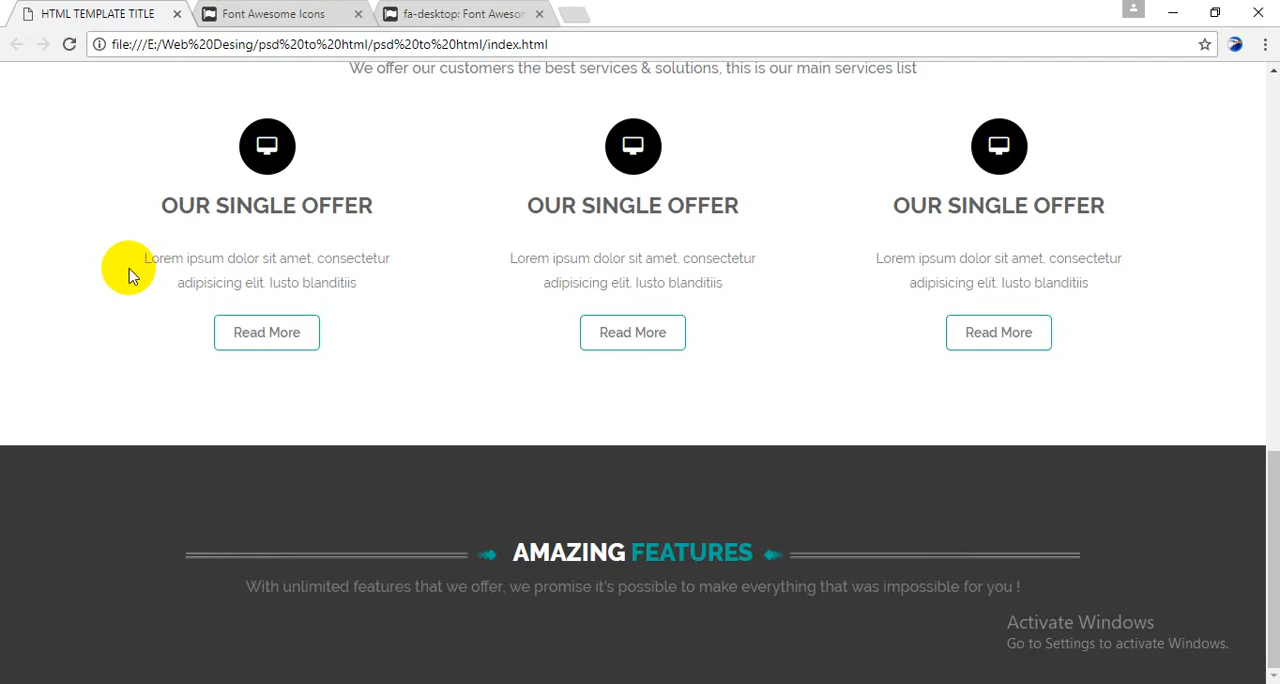 HTML TEMPLATE TITLE
Font Awesome Icons
fa-desktop: Font Aweso
file:///E:/Web%20Desing/psd%20to%20html/psd%20to%20html/index.html
We offer our customers the best services & solutions, this is our main services list
OUR SINGLE OFFER OUR SINGLE OFFER OUR SINGLE OFFER
Lorem ipsum dolor sit amet, consectetur Lorem ipsum dolor sit amet, consectetur Lorem ipsum dolor sit amet, consectetur
adipisicing elit. Iusto blanditiis adipisicing elit. Iusto blanditiis adipisicing elit. Iusto blanditiis
Read More Read More Read More
AMAZING FEATURES
With unlimited features that we offer, we promise it's possible to make everything that was impossible for you !
Activate Windows
Go to Settings to activate Windows.